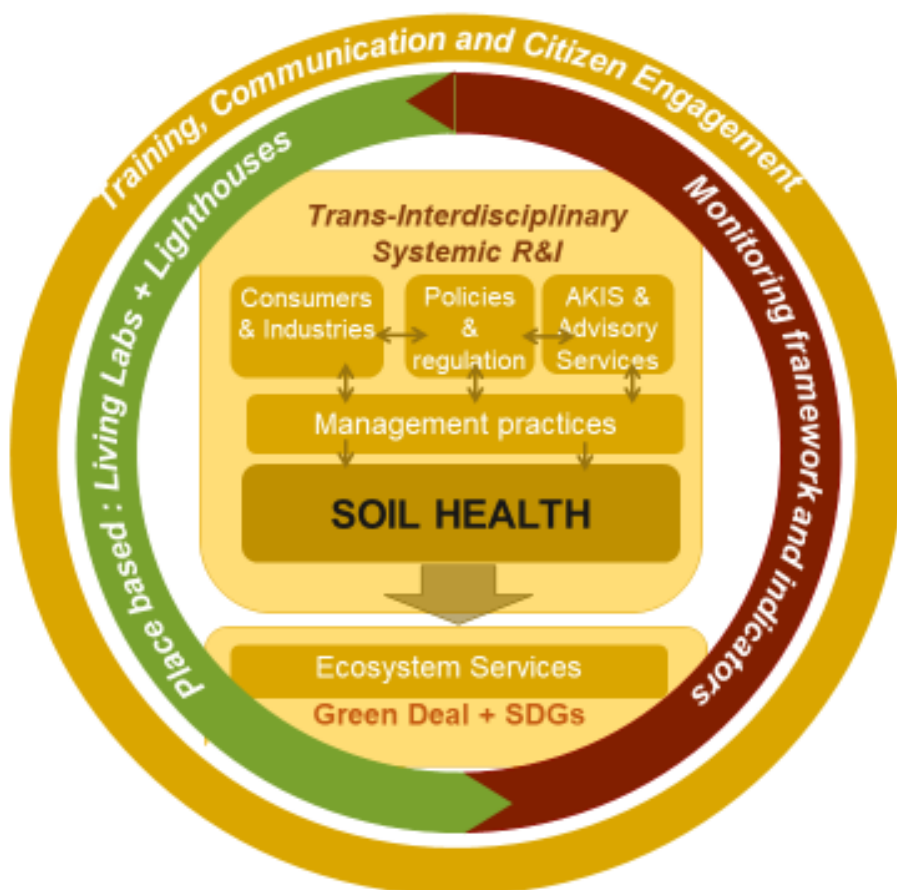 Training, Communication and Citizen Engagement
Place based : Living Labs + Lighthouses
Monitoring framework and indicators
Trans-Interdisciplinary
Systemic R&I
Consumers
& Industries
Policies
&
regulation
AKIS &
Advisory
Services
Management practices
SOIL HEALTH
Ecosystem Services
Green Deal + SDGs